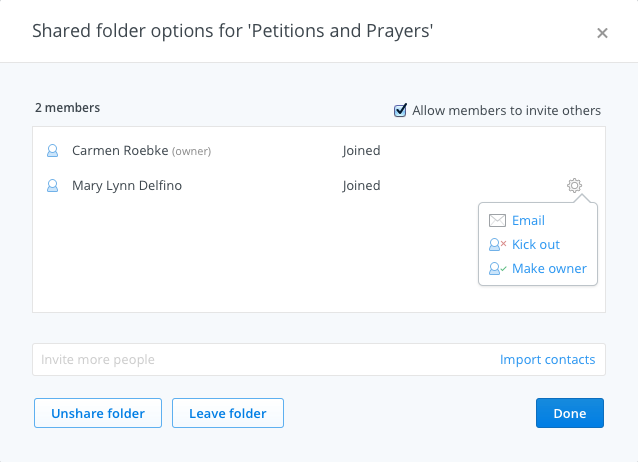 Shared folder options for 'Petitions and Prayers'
2 members
Allow members to invite others
Carmen Roebke (owner) Joined
Mary Lynn Delfino Joined
Email
Kick out
Make owner
Invite more people Import contacts
Unshare folder Leave folder Done